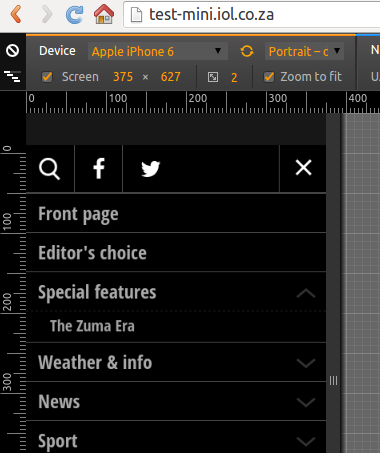 test-mini.iol.co.za
Device Apple iPhone 6 Portrait – c N
Screen 375 × 627 2 Zoom to fit U
0 100 200 300 400
0
100
200
300
Front page
Editor's choice
Special features
The Zuma Era
Weather & info
News
Sport